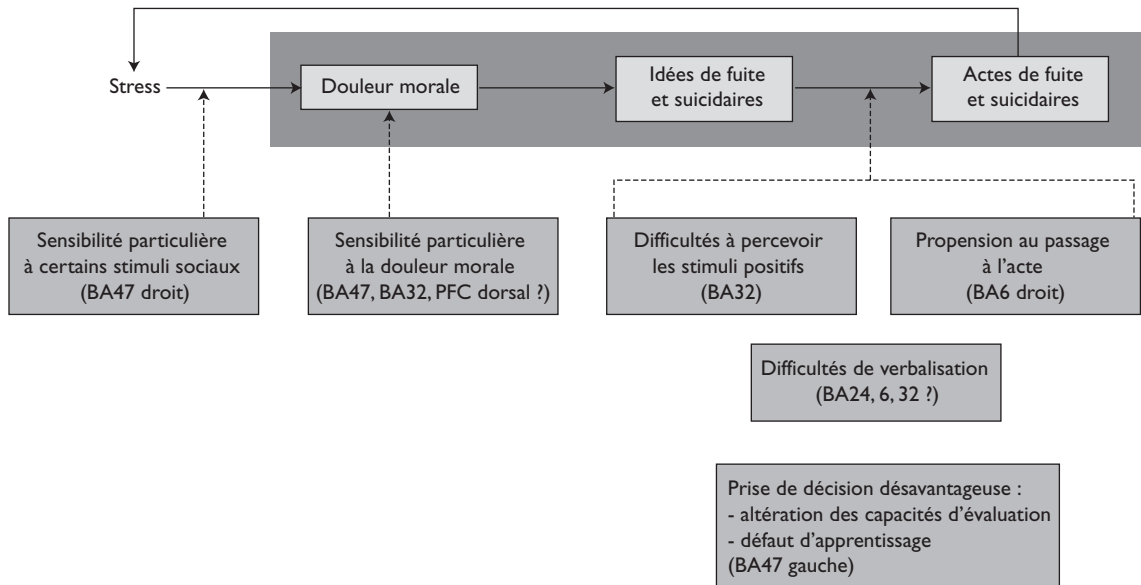 Stress
Douleur morale
Idées de fuite
et suicidaires
Actes de fuite
et suicidaires
Sensibilité particulière
à certains stimuli sociaux
(BA47 droit)
Sensibilité particulière
à la douleur morale
(BA47, BA32, PFC dorsal ?)
Difficultés à percevoir
les stimuli positifs
(BA32)
Propension au passage
à l’acte
(BA6 droit)
Difficultés de verbalisation
(BA24, 6, 32 ?)
Prise de décision désavantageuse :
- altération des capacités d’évaluation
- défaut d’apprentissage
(BA47 gauche)